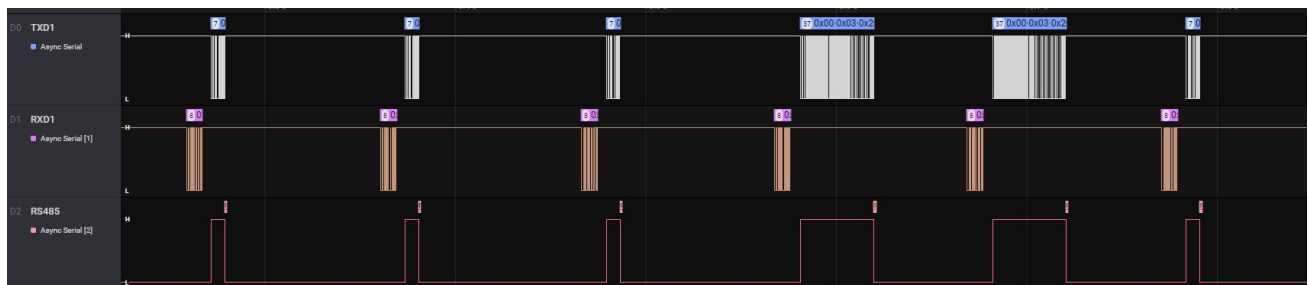 D0 TXD1
Async Serial
H
L
7 0
7 0
7 0
37 0x00 0x03 0x2
37 0x00 0x03 0x2
7 0
D1 RXD1
Async Serial [1]
H
L
8 0
8 0:
8 0:
8 0:
8 0:
8 0:
D2 RS485
Async Serial [2]
H
L